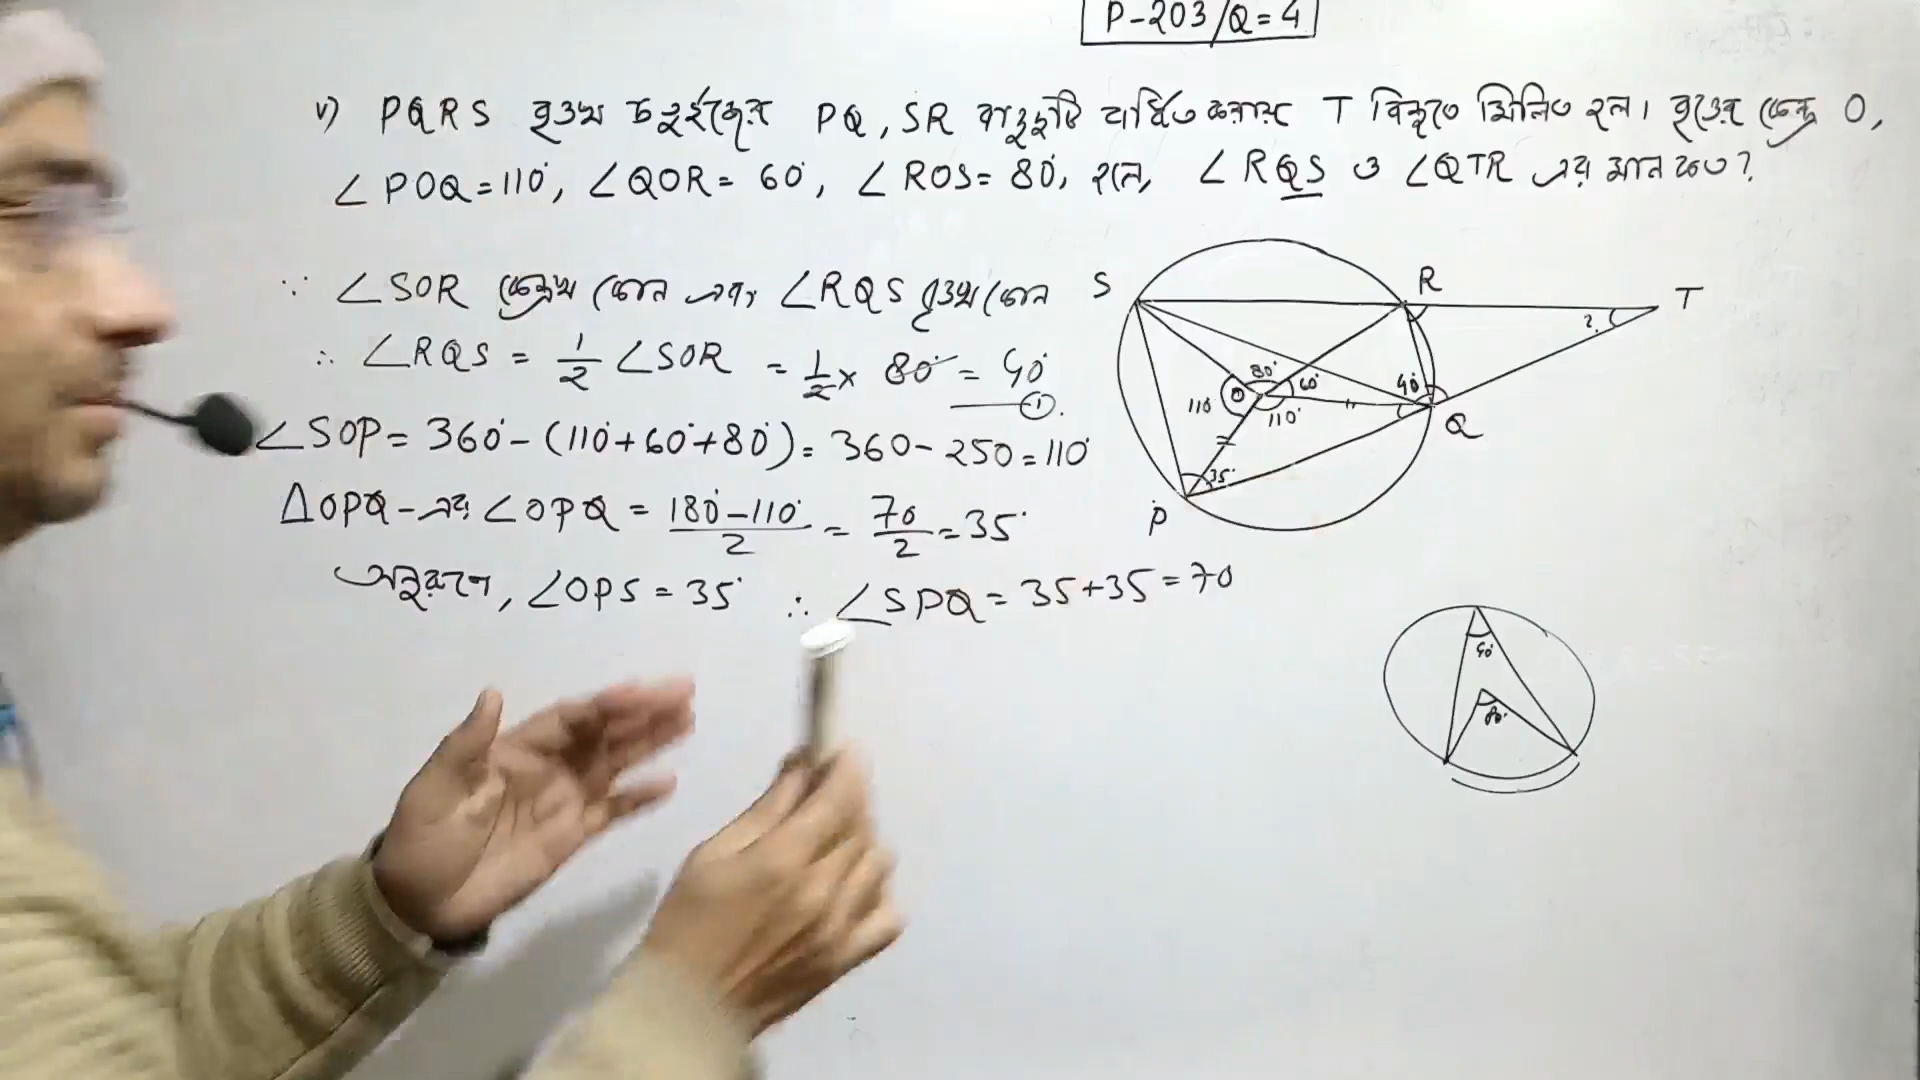 P-203/Q=4
v) PQRS বৃত্তস্থ চতুর্ভুজের PQ, SR বাহুদুটি বার্ধিত করায় T বিন্দুতে মিলিত হল। বৃত্তের কেন্দ্র O,
∠POQ=110°, ∠QOR= 60°, ∠ROS= 80°, হলে, ∠RQS ও ∠QTR এর মান কত?
∵ ∠SOR কেন্দ্রস্থ কোন এবং ∠RQS বৃত্তস্থ কোন
∴ ∠RQS = 1/2 ∠SOR = 1/2 × 80° = 40° ①.
∠SOP= 360°-(110°+60°+80°)= 360-250=110°
ΔOPQ-এর ∠OPQ = 180°-110°/2 = 70/2 = 35°
অনুরূপে, ∠OPS = 35° ∴ ∠SPQ= 35+35=70
S
R
T
2.
80°
60°
40°
110
O
110°
Q
35°
P
40
80°